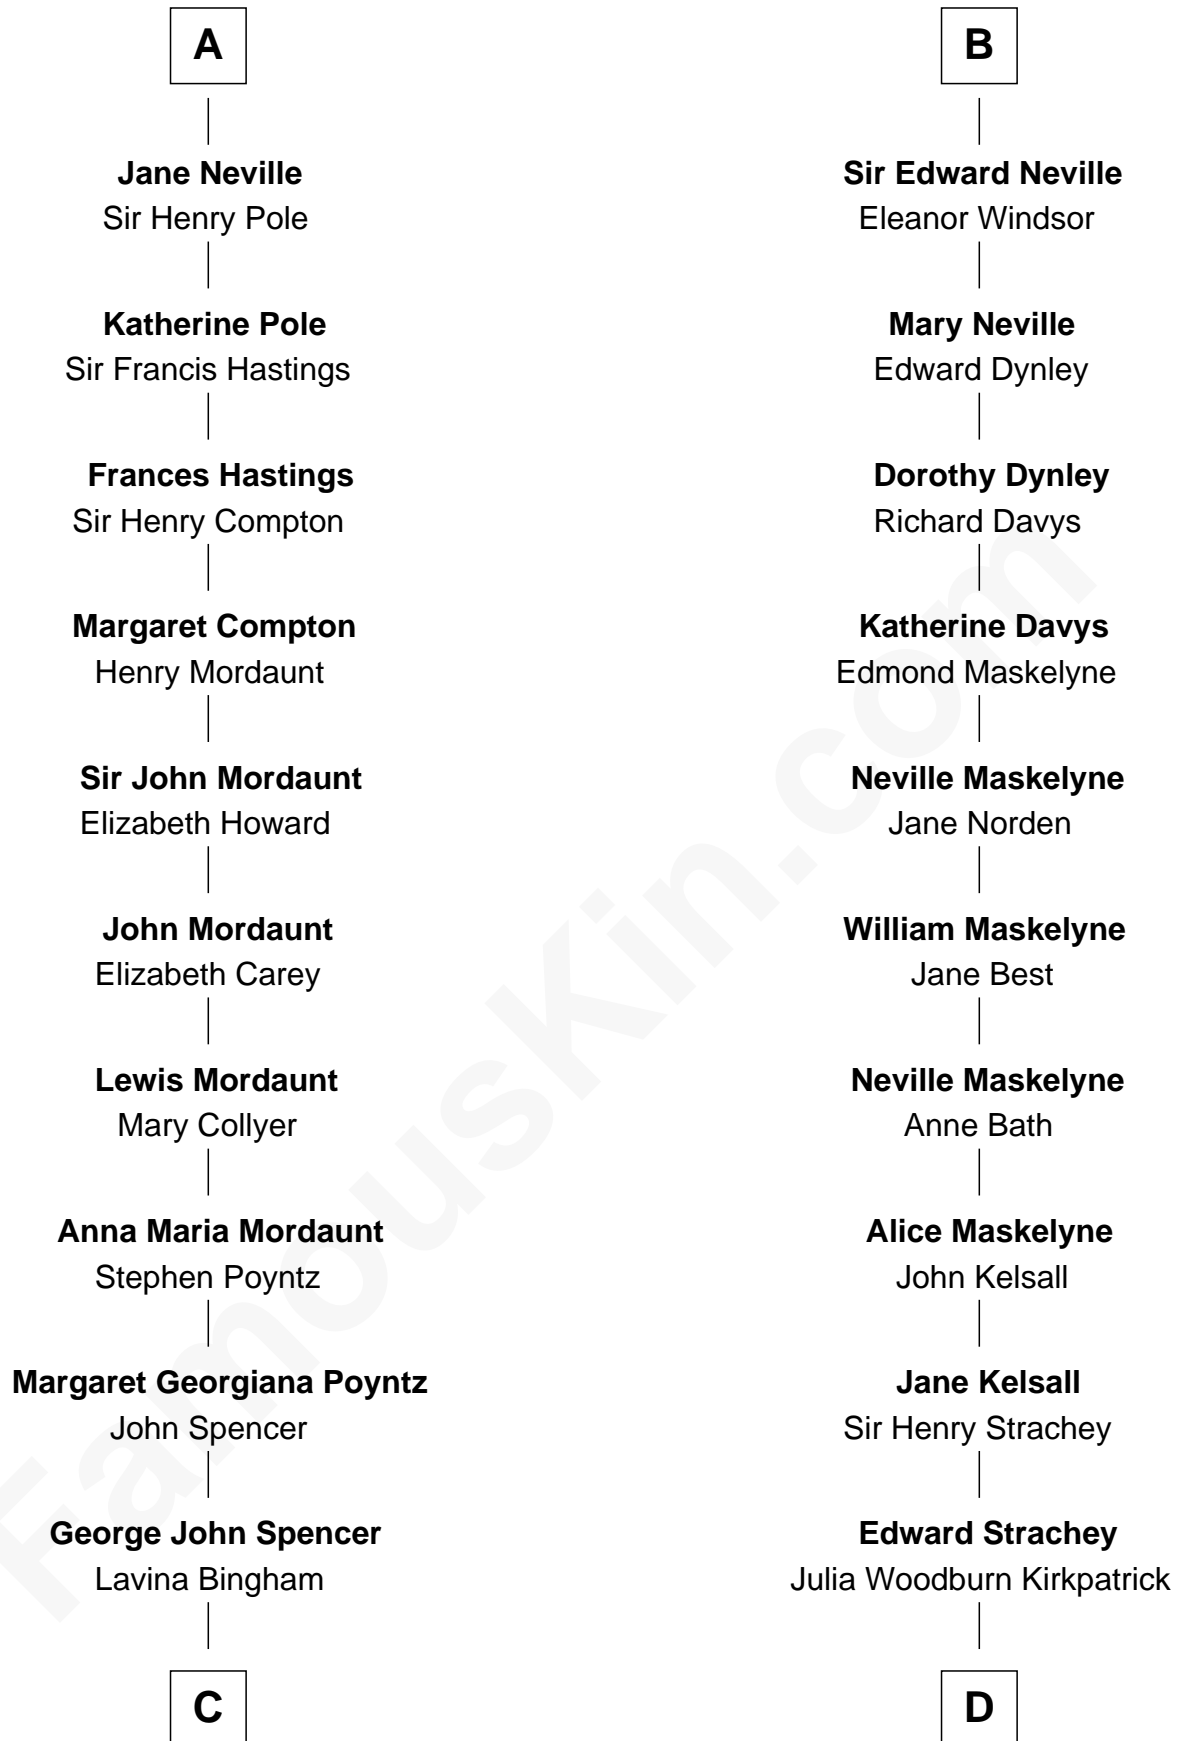 A
Jane Neville
Sir Henry Pole
Katherine Pole
Sir Francis Hastings
Frances Hastings
Sir Henry Compton
Margaret Compton
Henry Mordaunt
Sir John Mordaunt
Elizabeth Howard
John Mordaunt
Elizabeth Carey
Lewis Mordaunt
Mary Collyer
Anna Maria Mordaunt
Stephen Poyntz
Margaret Georgiana Poyntz
John Spencer
George John Spencer
Lavina Bingham
C
B
Sir Edward Neville
Eleanor Windsor
Mary Neville
Edward Dynley
Dorothy Dynley
Richard Davys
Katherine Davys
Edmond Maskelyne
Neville Maskelyne
Jane Norden
William Maskelyne
Jane Best
Neville Maskelyne
Anne Bath
Alice Maskelyne
John Kelsall
Jane Kelsall
Sir Henry Strachey
Edward Strachey
Julia Woodburn Kirkpatrick
D
FamousKin.com